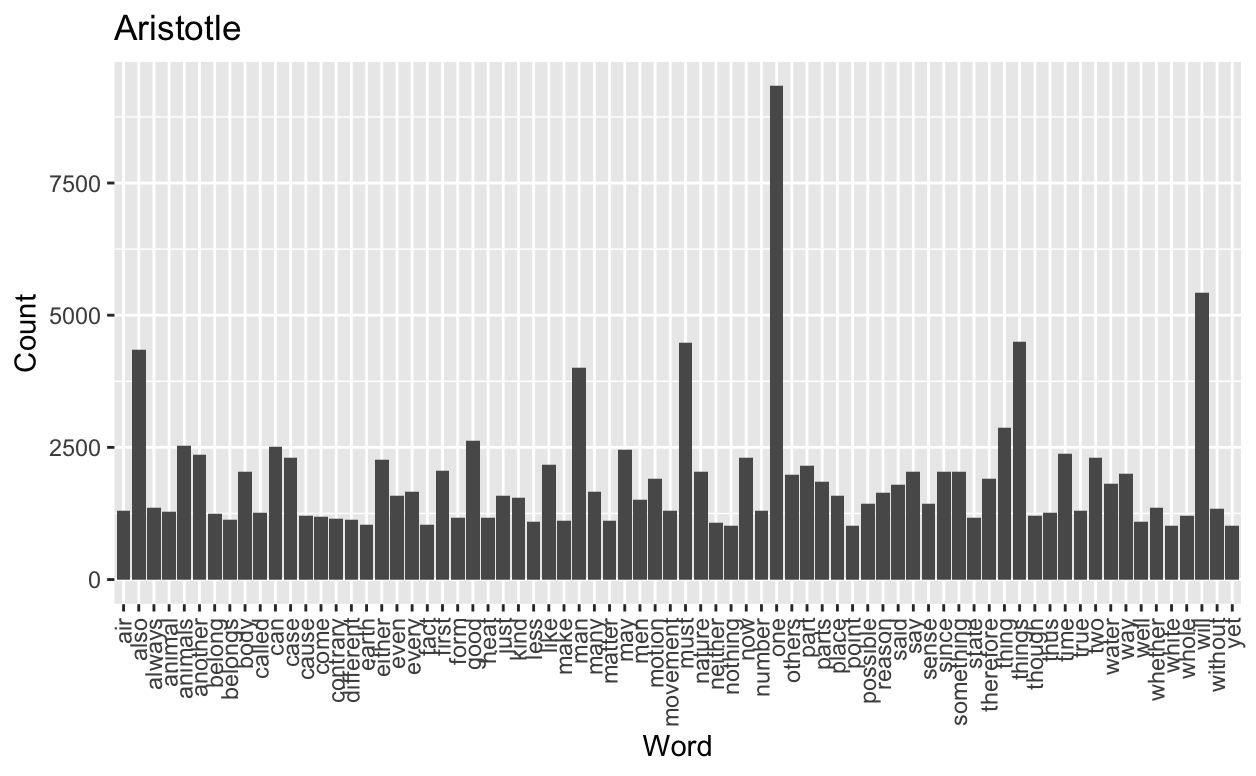 Aristotle
Count
7500
5000
2500
0
air
also
always
animal
animals
another
belong
belongs
body
called
can
case
cause
come
contrary
different
earth
either
even
every
fact
first
form
good
heat
just
kind
less
like
make
man
many
matter
may
men
motion
movement
must
nature
neither
nothing
now
number
one
others
part
parts
place
point
possible
reason
said
say
sense
since
something
state
therefore
thing
things
though
thus
time
true
two
water
way
well
whether
white
whole
will
without
yet
Word